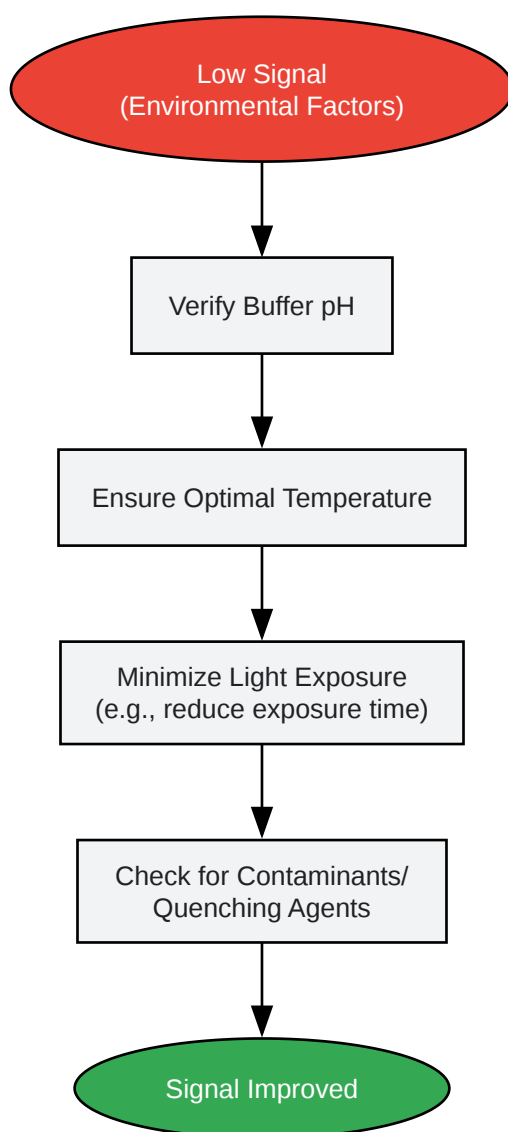 Low Signal
(Environmental Factors)
Verify Buffer pH
Ensure Optimal Temperature
Minimize Light Exposure
(e.g., reduce exposure time)
Check for Contaminants/
Quenching Agents
Signal Improved